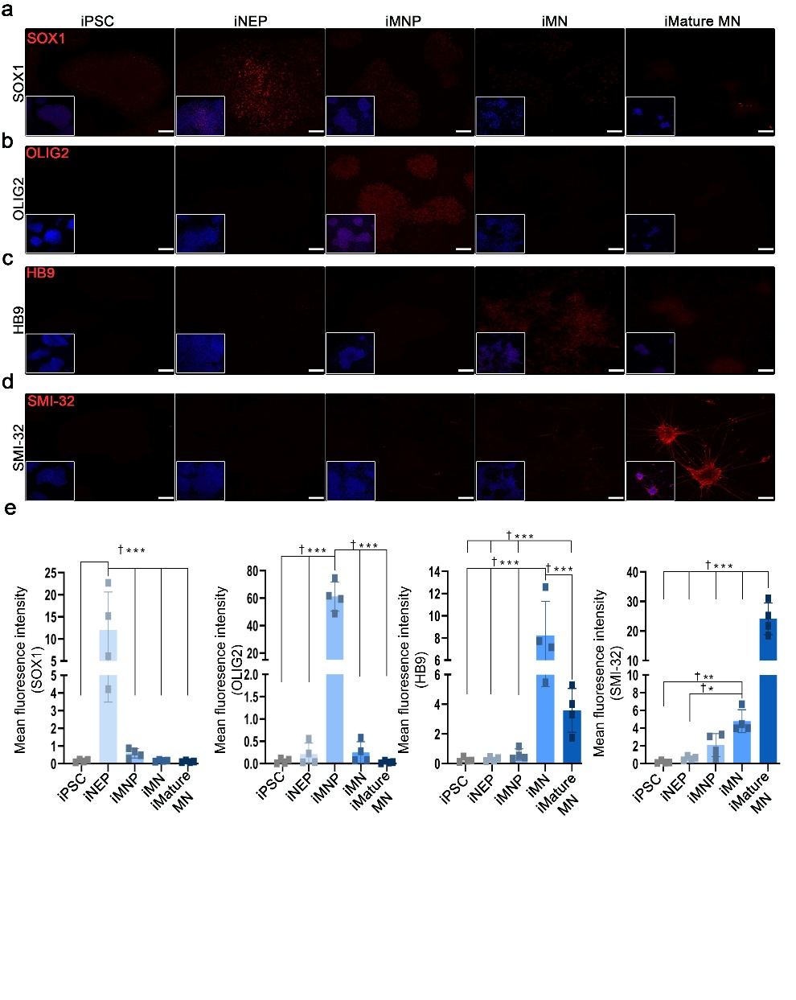 a
iPSC iNEP iMNP iMN iMature MN
SOX1
SOX1
b
OLIG2
OLIG2
c
HB9
HB9
d
SMI-32
SMI-32
e
Mean fluoresence intensity
(SOX1)
† ***
25
20
15
10
5
5
4
3
2
1
0
iPSC
iNEP
iMNP
iMN
iMature
MN
Mean fluoresence intensity
(OLIG2)
† ***
† ***
80
60
40
20
2.0
1.5
1.0
0.5
0.0
iPSC
iNEP
iMNP
iMN
iMature
MN
Mean fluoresence intensity
(HB9)
† ***
† ***
† ***
14
12
10
8
6
6
4
2
0
iPSC
iNEP
iMNP
iMN
iMature
MN
Mean fluoresence intensity
(SMI-32)
† ***
† **
† *
40
30
20
10
10
8
6
4
2
0
iPSC
iNEP
iMNP
iMN
iMature
MN